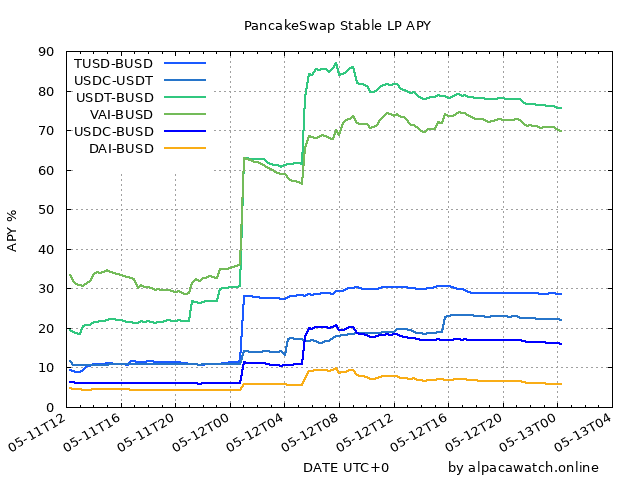 PancakeSwap Stable LP APY
TUSD-BUSD
USDC-USDT
USDT-BUSD
VAI-BUSD
USDC-BUSD
DAI-BUSD
APY %
90
80
70
60
50
40
30
20
10
0
05-11T12
05-11T16
05-11T20
05-12T00
05-12T04
05-12T08
05-12T12
05-12T16
05-12T20
05-13T00
05-13T04
DATE UTC+0
by alpacawatch.online